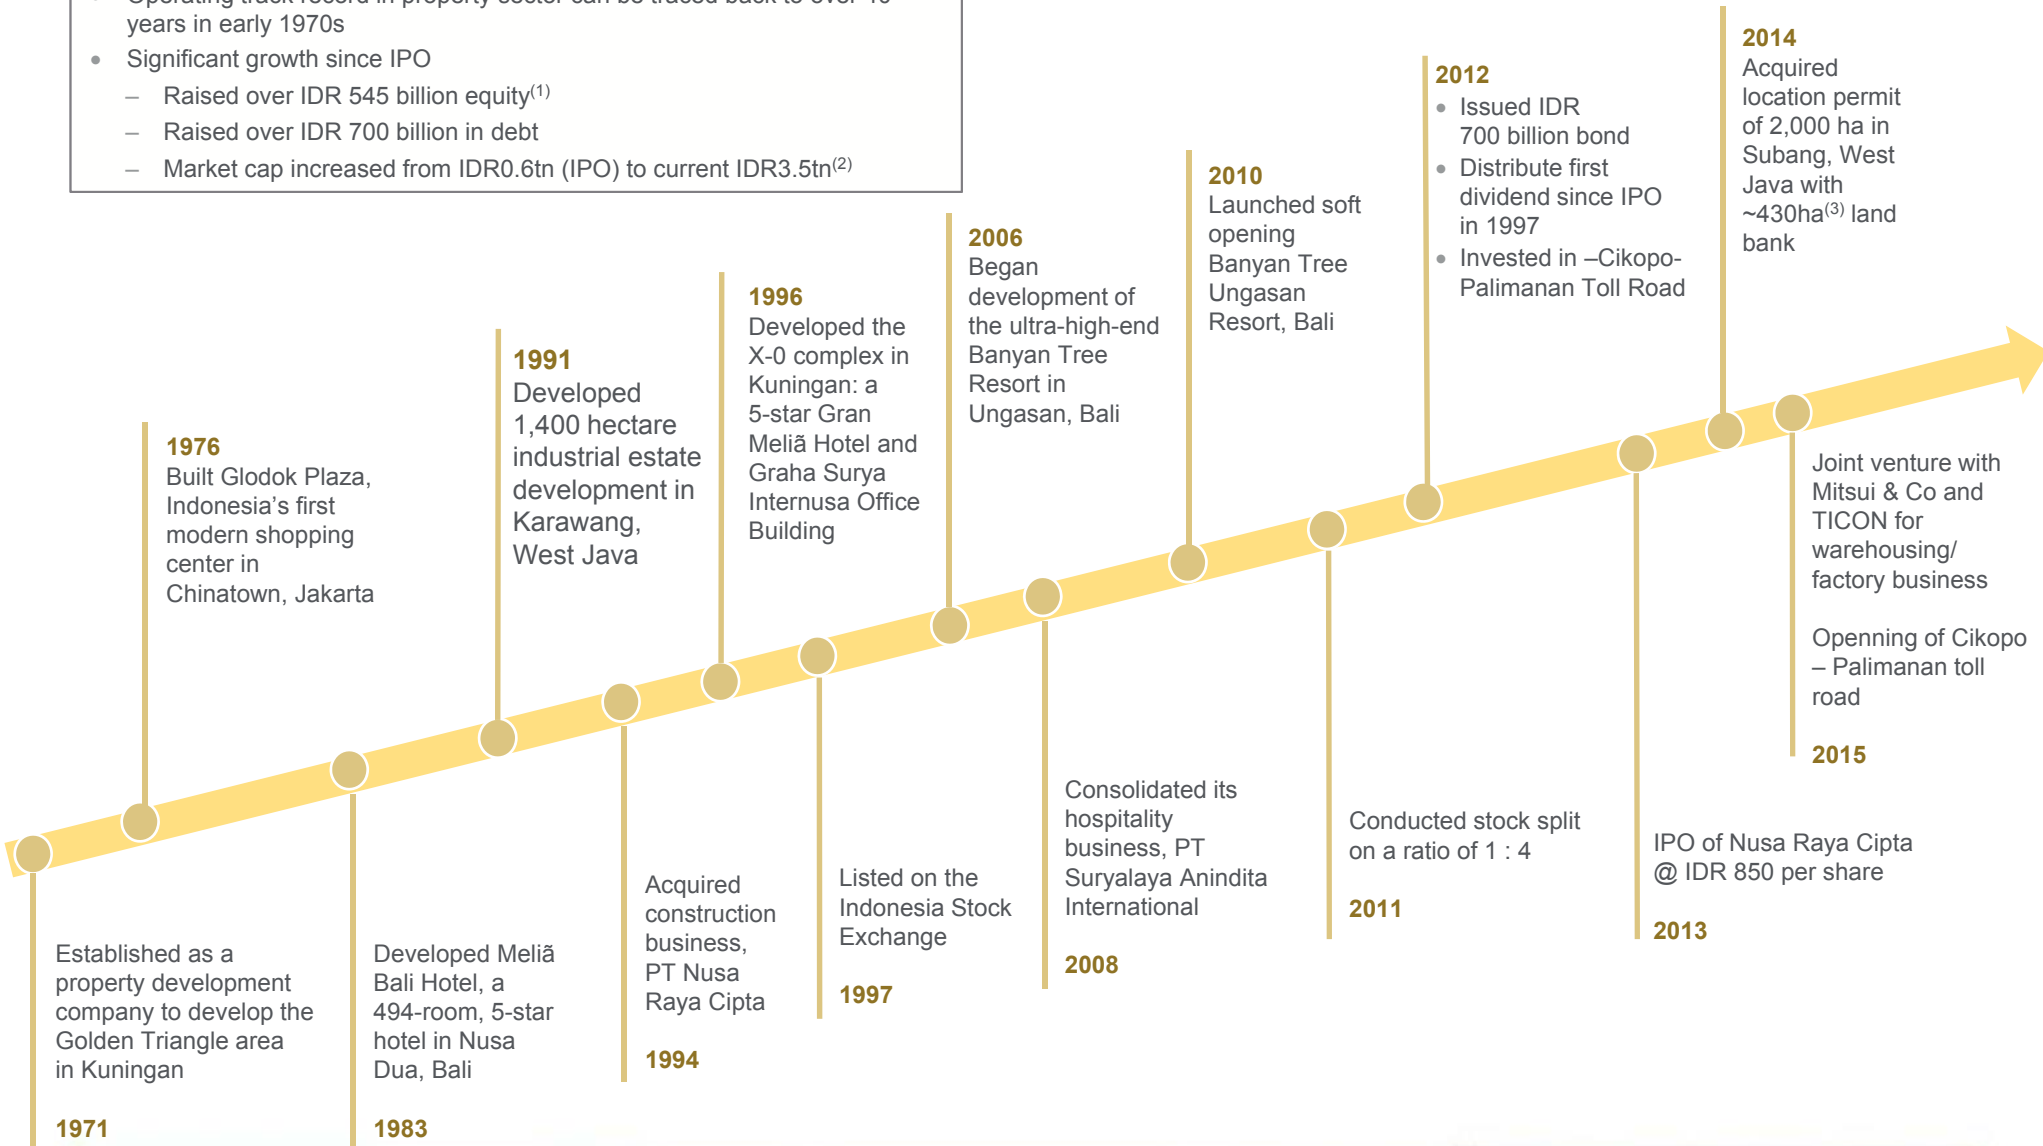 years in early 1970s
• Significant growth since IPO
– Raised over IDR 545 billion equity(1)
– Raised over IDR 700 billion in debt
– Market cap increased from IDR0.6tn (IPO) to current IDR3.5tn(2)
1971
Established as a
property development
company to develop the
Golden Triangle area
in Kuningan
1976
Built Glodok Plaza,
Indonesia’s first
modern shopping
center in
Chinatown, Jakarta
Developed Meliã
Bali Hotel, a
494-room, 5-star
hotel in Nusa
Dua, Bali
1983
1991
Developed
1,400 hectare
industrial estate
development in
Karawang,
West Java
Acquired
construction
business,
PT Nusa
Raya Cipta
1994
1996
Developed the
X-0 complex in
Kuningan: a
5-star Gran
Meliã Hotel and
Graha Surya
Internusa Office
Building
Listed on the
Indonesia Stock
Exchange
1997
2006
Began
development of
the ultra-high-end
Banyan Tree
Resort in
Ungasan, Bali
Consolidated its
hospitality
business, PT
Suryalaya Anindita
International
2008
2010
Launched soft
opening
Banyan Tree
Ungasan
Resort, Bali
Conducted stock split
on a ratio of 1 : 4
2011
2012
• Issued IDR
700 billion bond
• Distribute first
dividend since IPO
in 1997
• Invested in –Cikopo-
Palimanan Toll Road
IPO of Nusa Raya Cipta
@ IDR 850 per share
2013
2014
Acquired
location permit
of 2,000 ha in
Subang, West
Java with
~430ha(3) land
bank
Joint venture with
Mitsui & Co and
TICON for
warehousing/
factory business
Openning of Cikopo
– Palimanan toll
road
2015